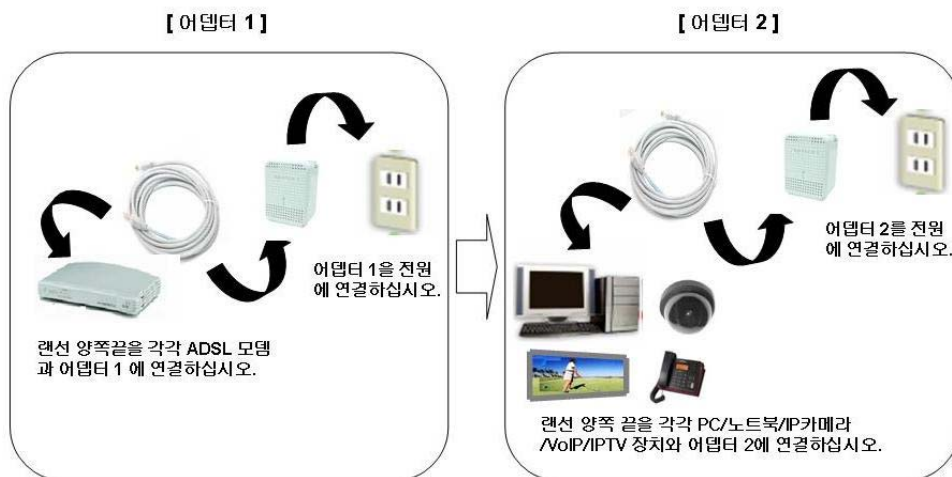 [ 어뎁터 1 ]
어뎁터 1을 전원
에 연결하십시오.
랜선 양쪽끝을 각각 ADSL 모뎀
과 어뎁터 1 에 연결하십시오.
[ 어뎁터 2 ]
어뎁터 2를 전원
에 연결하십시오.
랜선 양쪽 끝을 각각 PC/노트북/IP카메라
/VoIP/IPTV 장치와 어뎁터 2에 연결하십시오.